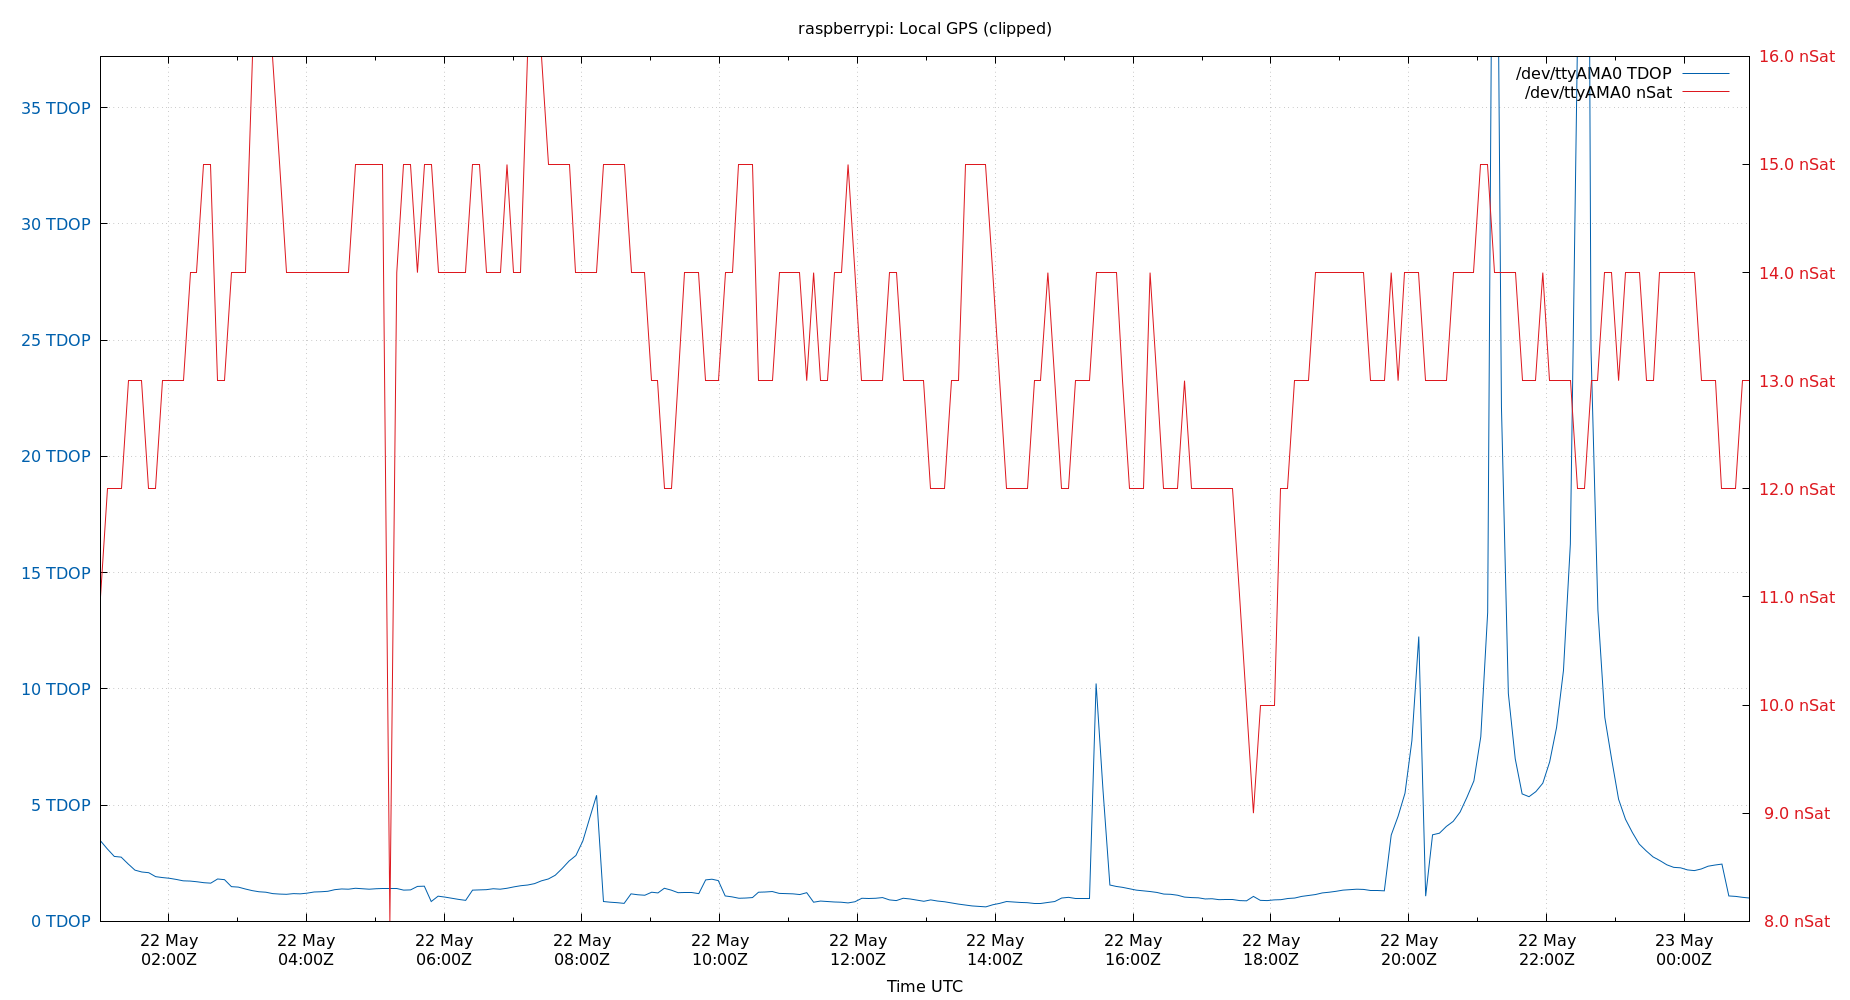 raspberrypi: Local GPS (clipped)
16.0 nSat
/dev/ttyAMA0 TDOP
/dev/ttyAMA0 nSat
35 TDOP
15.0 nSat
30 TDOP
14.0 nSat
25 TDOP
13.0 nSat
20 TDOP
12.0 nSat
15 TDOP
11.0 nSat
10 TDOP
10.0 nSat
5 TDOP
9.0 nSat
0 TDOP
8.0 nSat
22 May 22 May 22 May 22 May 22 May 22 May 22 May 22 May 22 May 22 May 22 May 23 May
02:00Z 04:00Z 06:00Z 08:00Z 10:00Z 12:00Z 14:00Z 16:00Z 18:00Z 20:00Z 22:00Z 00:00Z
Time UTC